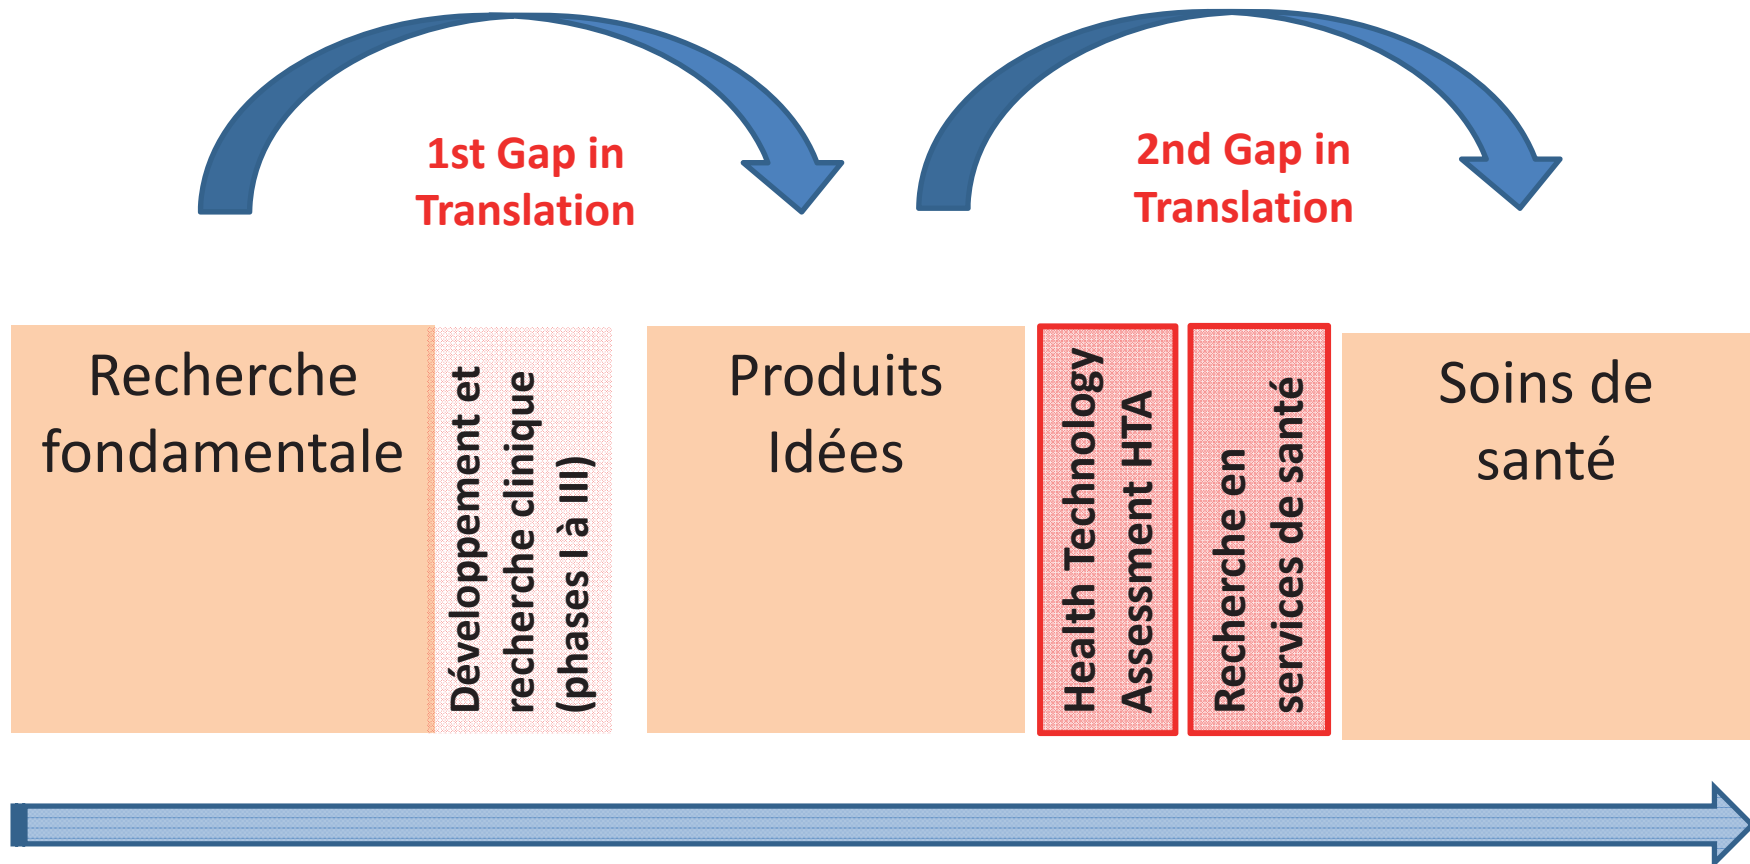 1st Gap in
Translation
2nd Gap in
Translation
Recherche
fondamentale
Développement et
recherche clinique
(phases I à III)
Produits
Idées
Health Technology
Assessment HTA
Recherche en
services de santé
Soins de
santé